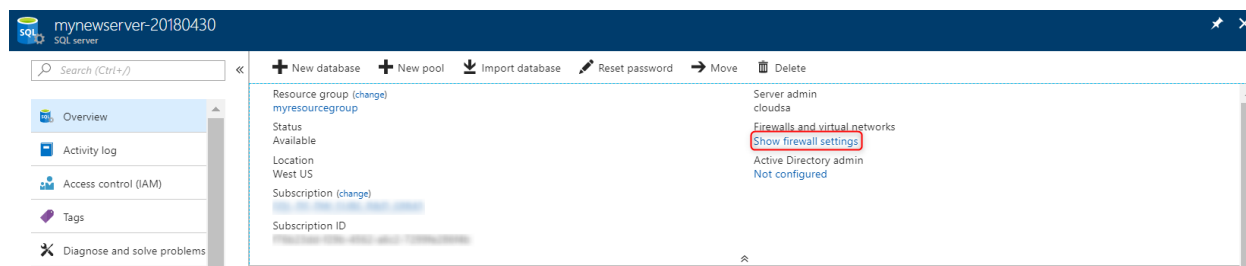 mynewserver-20180430
SQL server
SQL
Search (Ctrl+/)
New database New pool Import database Reset password Move Delete
Overview
Activity log
Access control (IAM)
Tags
Diagnose and solve problems
Resource group (change)
myresourcegroup
Status
Available
Location
West US
Subscription (change)
Subscription ID
Server admin
cloudsa
Firewalls and virtual networks
Show firewall settings
Active Directory admin
Not configured